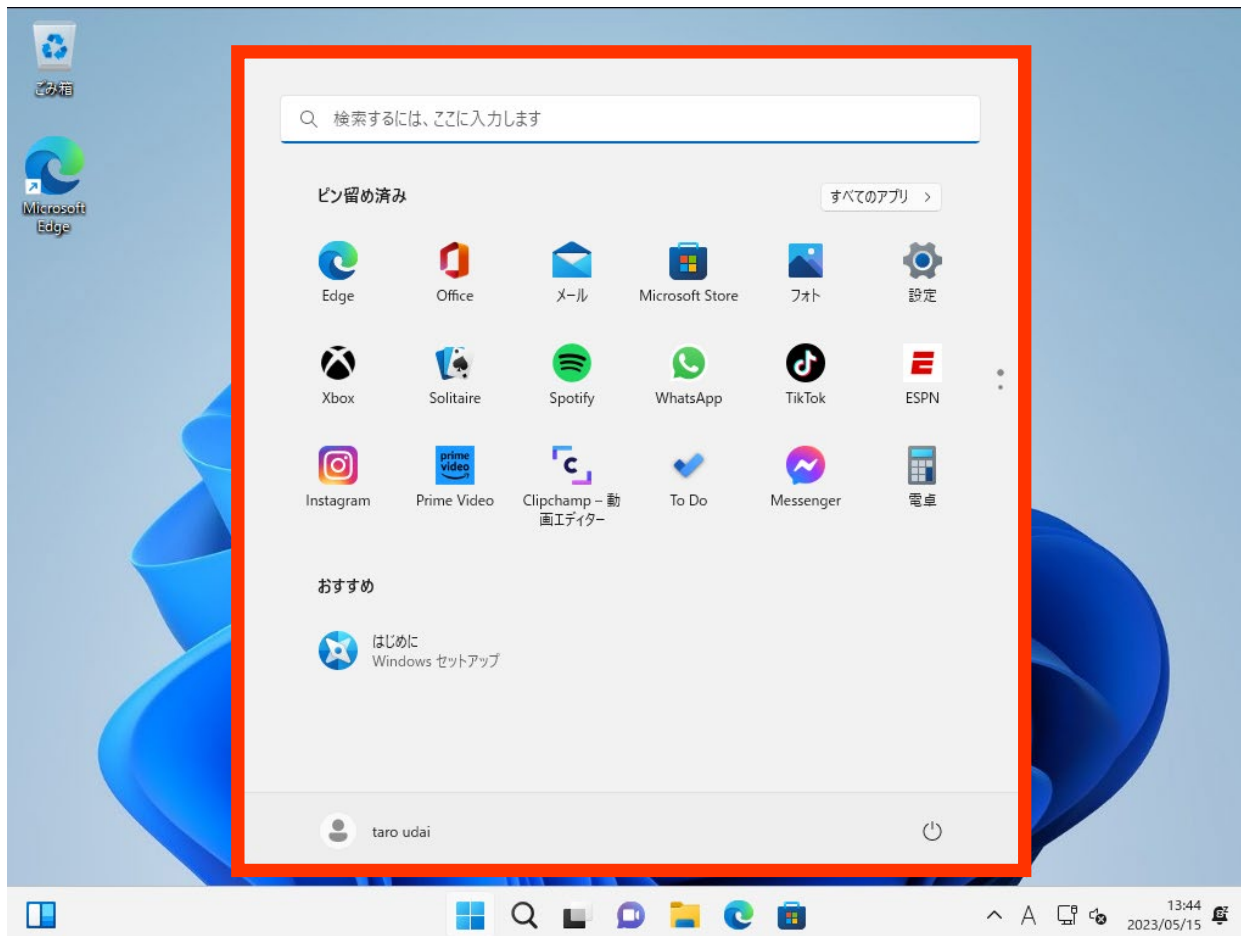 ごみ箱
Microsoft
Edge
検索するには、ここに入力します
ピン留め済み
すべてのアプリ >
Edge
Office
メール
Microsoft Store
フォト
設定
Xbox
Solitaire
Spotify
WhatsApp
TikTok
ESPN
prime
video
Instagram
Prime Video
Clipchamp – 動
画エディター
To Do
Messenger
電卓
おすすめ
はじめに
Windows セットアップ
taro udai
A
13:44
2023/05/15